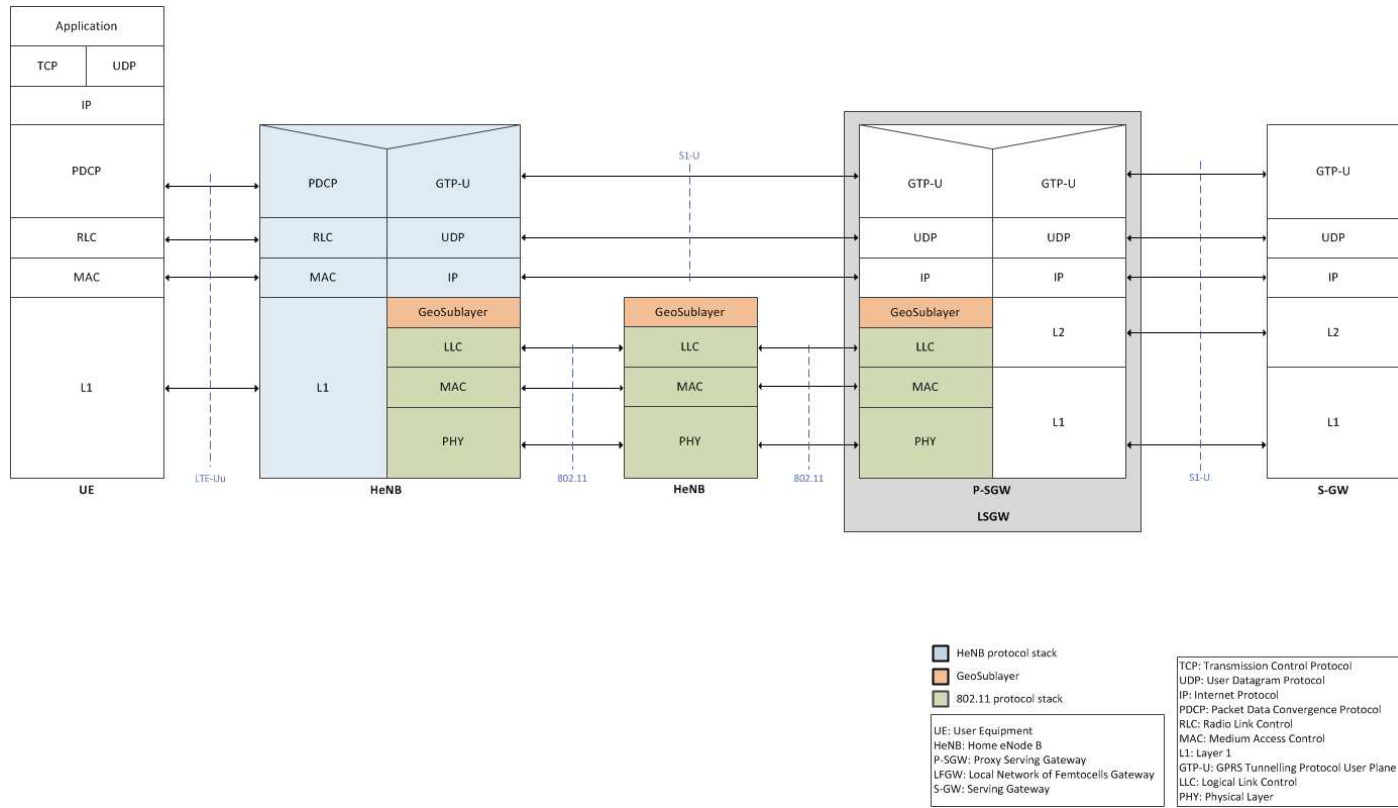 Application
TCP UDP
IP
PDCP
RLC
MAC
L1
UE
LTE-Uu
PDCP GTP-U
RLC UDP
MAC IP
L1
GeoSublayer
LLC
MAC
PHY
HeNB
S1-U
802.11
GeoSublayer
LLC
MAC
PHY
HeNB
802.11
GTP-U GTP-U
UDP UDP
IP IP
GeoSublayer
LLC
MAC
PHY
L2
L1
P-SGW
LSGW
S1-U
GTP-U
UDP
IP
L2
L1
S-GW
HeNB protocol stack
GeoSublayer
802.11 protocol stack
UE: User Equipment
HeNB: Home eNode B
P-SGW: Proxy Serving Gateway
LFGW: Local Network of Femtocells Gateway
S-GW: Serving Gateway
TCP: Transmission Control Protocol
UDP: User Datagram Protocol
IP: Internet Protocol
PDCP: Packet Data Convergence Protocol
RLC: Radio Link Control
MAC: Medium Access Control
L1: Layer 1
GTP-U: GPRS Tunnelling Protocol User Plane
LLC: Logical Link Control
PHY: Physical Layer